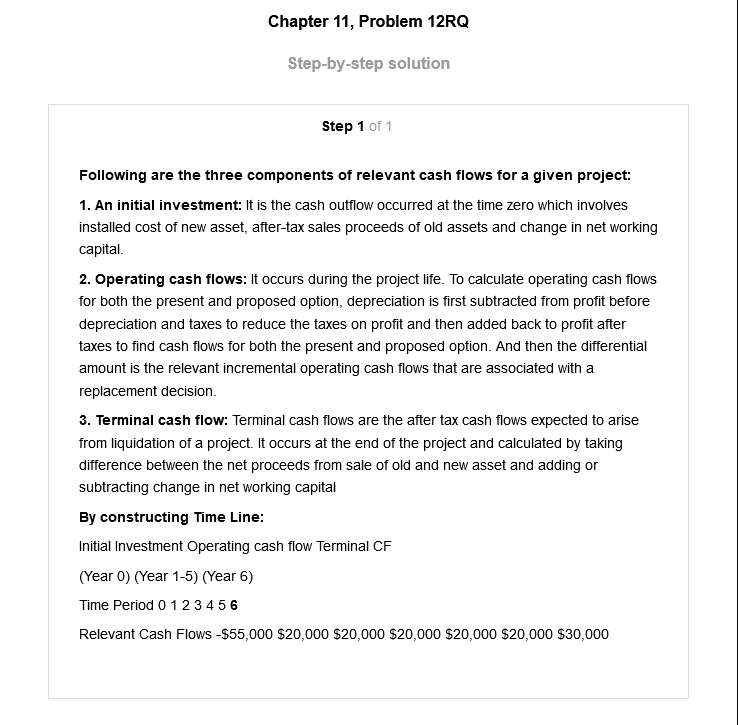 Chapter 11, Problem 12RQ
Step-by-step solution
Step 1 of 1
Following are the three components of relevant cash flows for a given project:
1. An initial investment: It is the cash outflow occurred at the time zero which involves
installed cost of new asset, after-tax sales proceeds of old assets and change in net working
capital.
2. Operating cash flows: It occurs during the project life. To calculate operating cash flows
for both the present and proposed option, depreciation is first subtracted from profit before
depreciation and taxes to reduce the taxes on profit and then added back to profit after
taxes to find cash flows for both the present and proposed option. And then the differential
amount is the relevant incremental operating cash flows that are associated with a
replacement decision.
3. Terminal cash flow: Terminal cash flows are the after tax cash flows expected to arise
from liquidation of a project. It occurs at the end of the project and calculated by taking
difference between the net proceeds from sale of old and new asset and adding or
subtracting change in net working capital
By constructing Time Line:
Initial Investment Operating cash flow Terminal CF
(Year 0) (Year 1-5) (Year 6)
Time Period 0 1 2 3 4 5 6
Relevant Cash Flows -$55,000 $20,000 $20,000 $20,000 $20,000 $20,000 $30,000